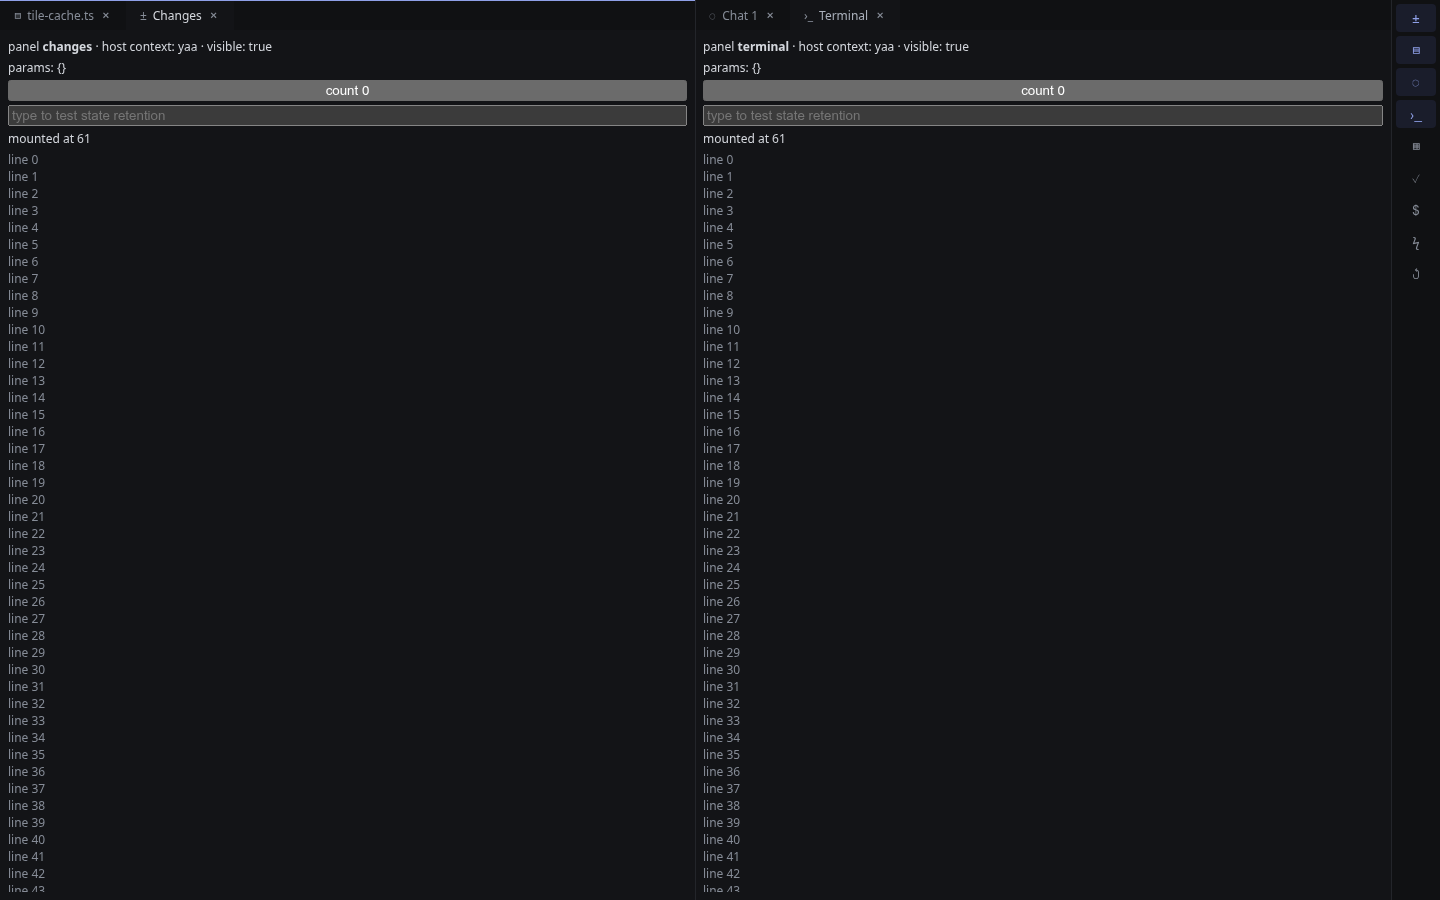 tile-cache.ts ×
± Changes ×
panel changes · host context: yaa · visible: true
params: {}
count 0
type to test state retention
mounted at 61
line 0
line 1
line 2
line 3
line 4
line 5
line 6
line 7
line 8
line 9
line 10
line 11
line 12
line 13
line 14
line 15
line 16
line 17
line 18
line 19
line 20
line 21
line 22
line 23
line 24
line 25
line 26
line 27
line 28
line 29
line 30
line 31
line 32
line 33
line 34
line 35
line 36
line 37
line 38
line 39
line 40
line 41
line 42
line 43
Chat 1 ×
›_ Terminal ×
panel terminal · host context: yaa · visible: true
params: {}
count 0
type to test state retention
mounted at 61
line 0
line 1
line 2
line 3
line 4
line 5
line 6
line 7
line 8
line 9
line 10
line 11
line 12
line 13
line 14
line 15
line 16
line 17
line 18
line 19
line 20
line 21
line 22
line 23
line 24
line 25
line 26
line 27
line 28
line 29
line 30
line 31
line 32
line 33
line 34
line 35
line 36
line 37
line 38
line 39
line 40
line 41
line 42
line 43
±
›_
✓
$